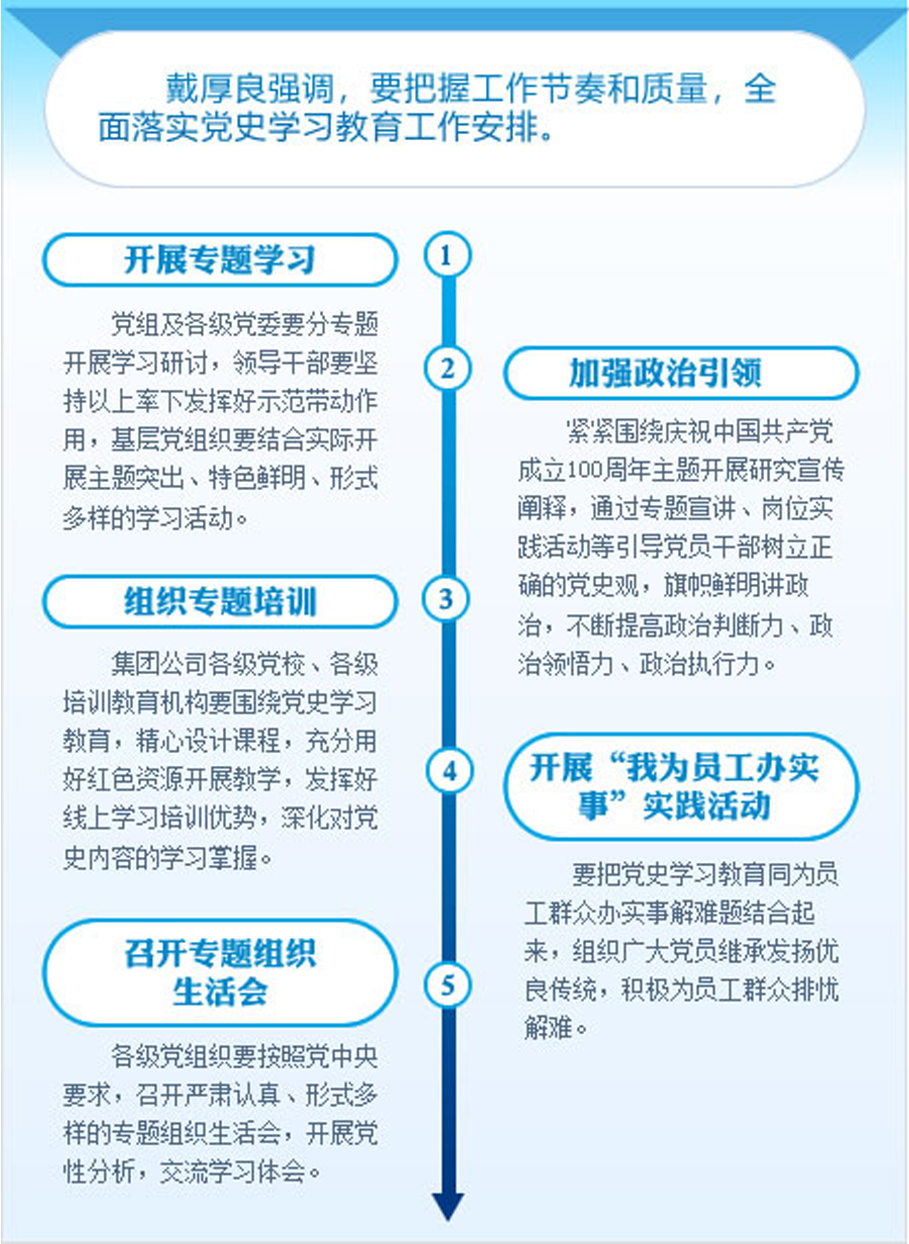 戴厚良强调，要把握工作节奏和质量，全
面落实党史学习教育工作安排。
1
开展专题学习
党组及各级党委要分专题
开展学习研讨，领导干部要坚
持以上率下发挥好示范带动作
用，基层党组织要结合实际开
展主题突出、特色鲜明、形式
多样的学习活动。
2
加强政治引领
紧紧围绕庆祝中国共产党
成立100周年主题开展研究宣传
阐释，通过专题宣讲、岗位实
践活动等引导党员干部树立正
确的党史观，旗帜鲜明讲政
治，不断提高政治判断力、政
治领悟力、政治执行力。
3
组织专题培训
集团公司各级党校、各级
培训教育机构要围绕党史学习
教育，精心设计课程，充分用
好红色资源开展教学，发挥好
线上学习培训优势，深化对党
史内容的学习掌握。
4
开展“我为员工办实
事”实践活动
要把党史学习教育同为员
工群众办实事解难题结合起
来，组织广大党员继承发扬优
良传统，积极为员工群众排忧
解难。
5
召开专题组织
生活会
各级党组织要按照党中央
要求，召开严肃认真、形式多
样的专题组织生活会，开展党
性分析，交流学习体会。